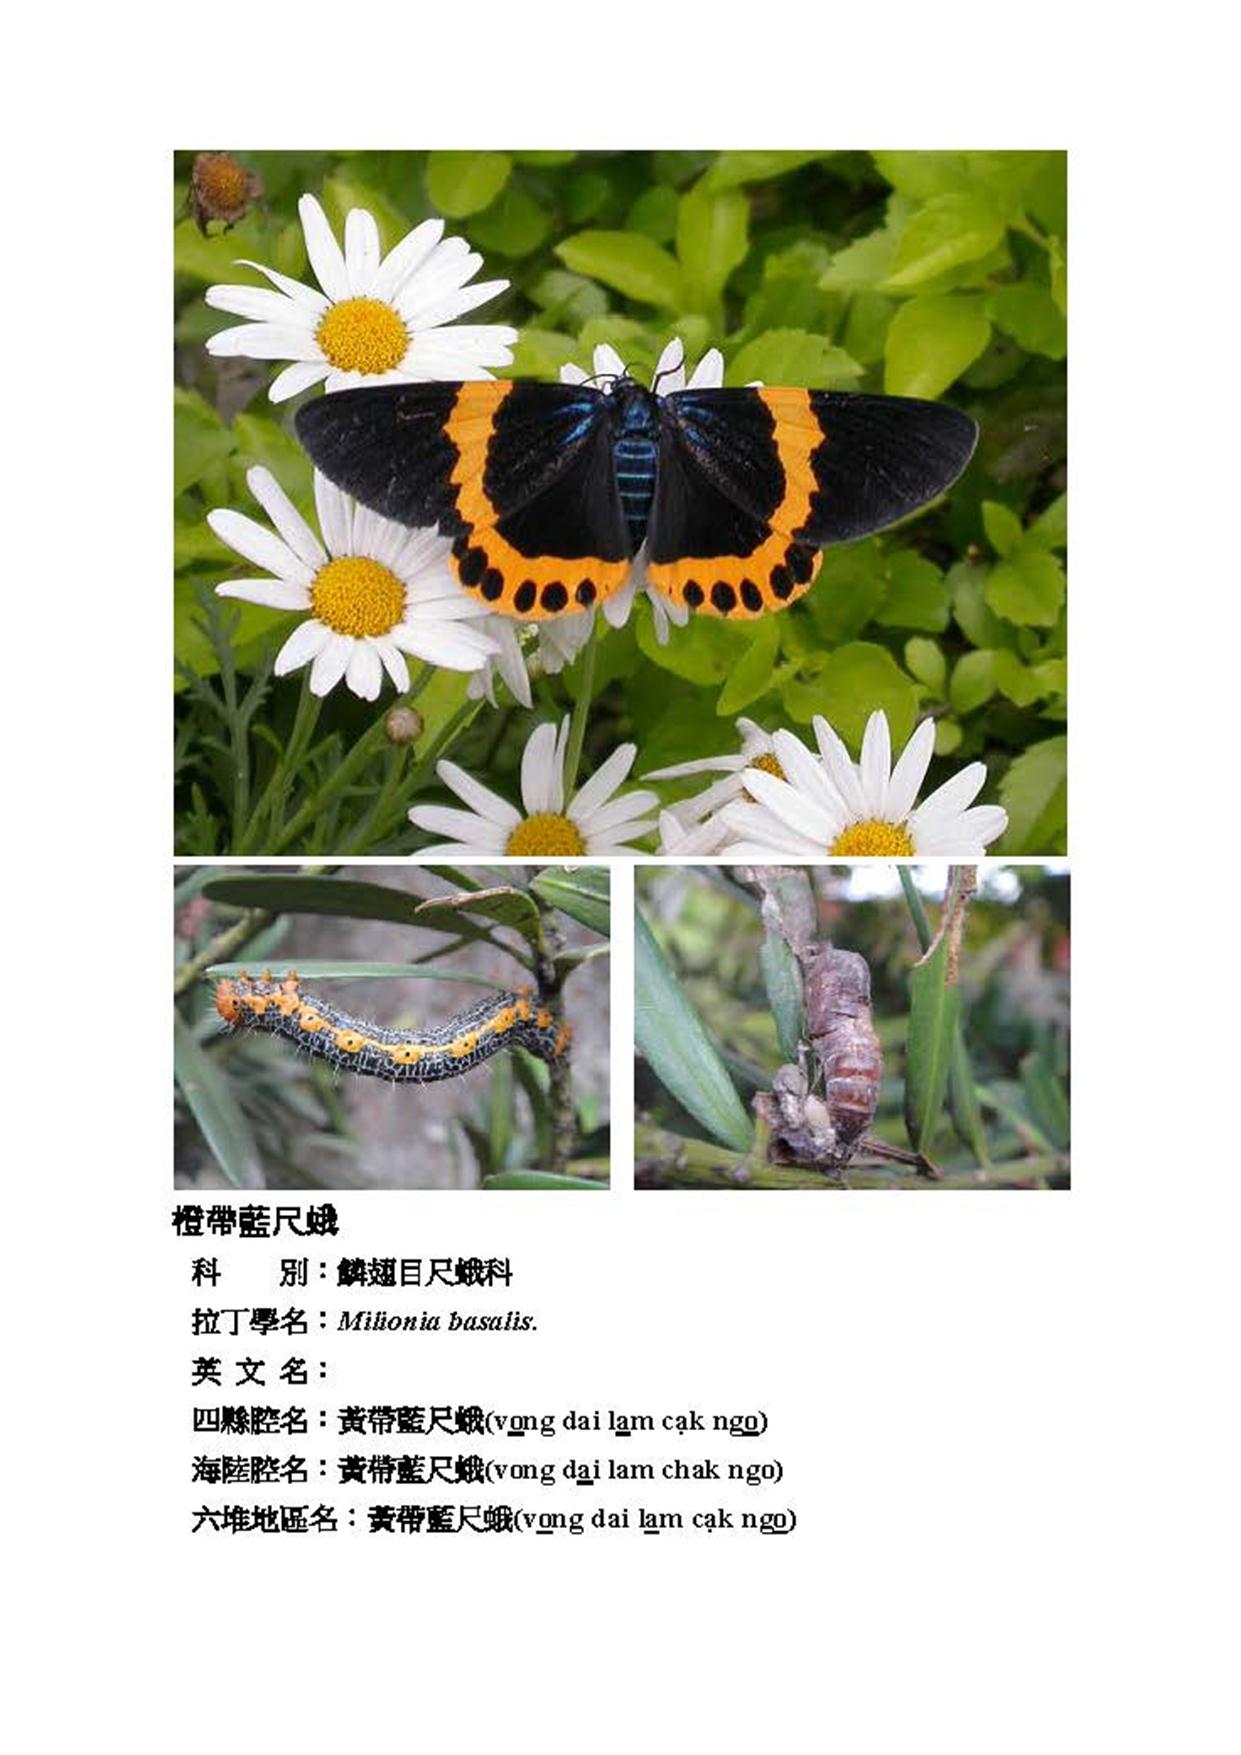 橙帶藍尺蛾
科　　別：鱗翅目尺蛾科
拉丁學名：Milionia basalis.
英 文 名：
四縣腔名：黃帶藍尺蛾(vong dai lam cạk ngo)
海陸腔名：黃帶藍尺蛾(vong dai lam chak ngo)
六堆地區名：黃帶藍尺蛾(vong dai lam cạk ngo)